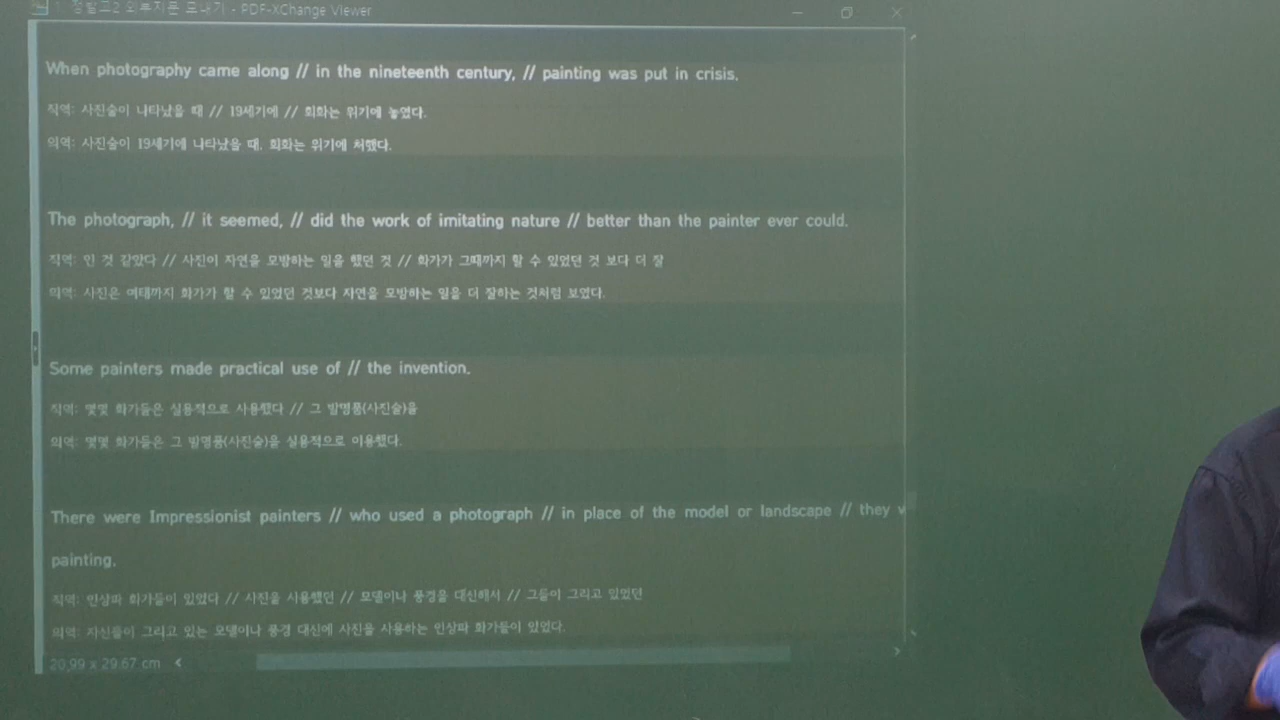 1. 정발고2 외부지문 모내기 - PDF-XChange Viewer
When photography came along // in the nineteenth century, // painting was put in crisis.
직역: 사진술이 나타났을 때 // 19세기에 // 회화는 위기에 놓였다.
의역: 사진술이 19세기에 나타났을 때, 회화는 위기에 처했다.
The photograph, // it seemed, // did the work of imitating nature // better than the painter ever could.
직역: 인 것 같았다 // 사진이 자연을 모방하는 일을 했던 것 // 화가가 그때까지 할 수 있었던 것 보다 더 잘
의역: 사진은 여태까지 화가가 할 수 있었던 것보다 자연을 모방하는 일을 더 잘하는 것처럼 보였다.
Some painters made practical use of // the invention.
직역: 몇몇 화가들은 실용적으로 사용했다 // 그 발명품(사진술)을
의역: 몇몇 화가들은 그 발명품(사진술)을 실용적으로 이용했다.
There were Impressionist painters // who used a photograph // in place of the model or landscape // they
painting.
직역: 인상파 화가들이 있었다 // 사진을 사용했던 // 모델이나 풍경을 대신해서 // 그들이 그리고 있었던
의역: 자신들이 그리고 있는 모델이나 풍경 대신에 사진을 사용하는 인상파 화가들이 있었다.
20.99 x 29.67 cm